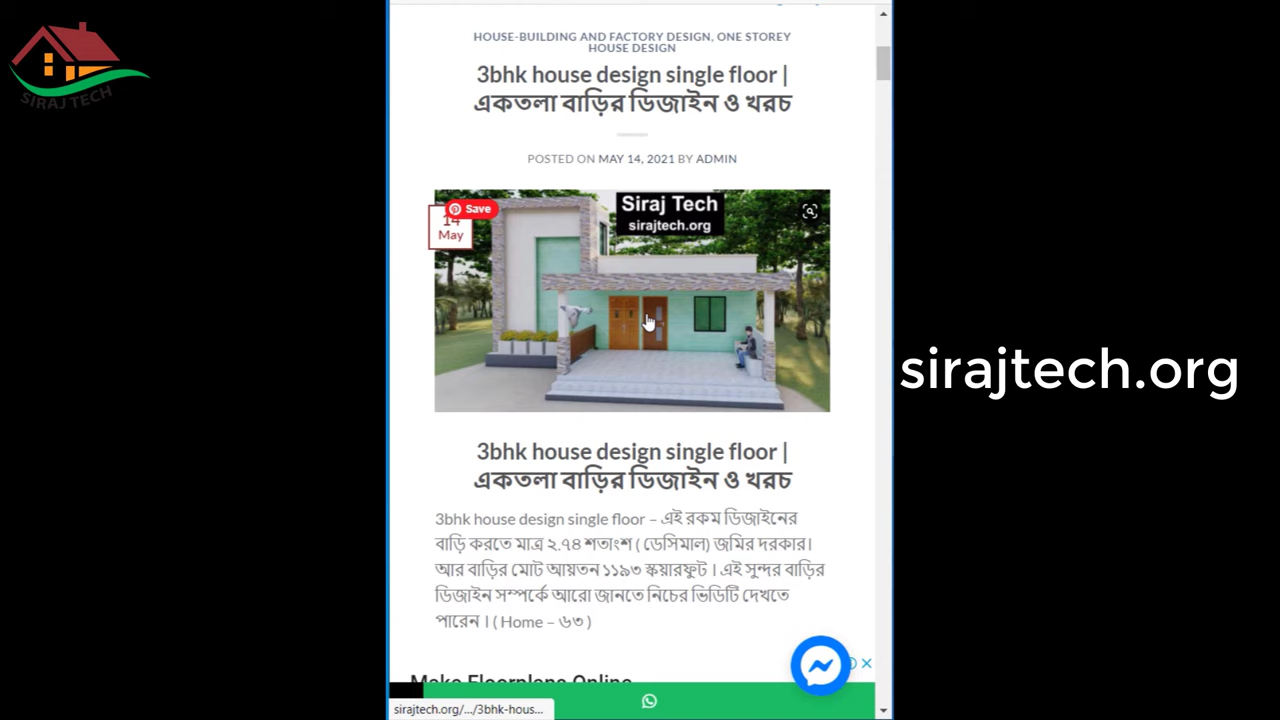 SIRAJ TECH
HOUSE-BUILDING AND FACTORY DESIGN, ONE STOREY
HOUSE DESIGN
3bhk house design single floor |
একতলা বাড়ির ডিজাইন ও খরচ
POSTED ON MAY 14, 2021 BY ADMIN
Save
14
May
Siraj Tech
sirajtech.org
sirajtech.org
3bhk house design single floor |
একতলা বাড়ির ডিজাইন ও খরচ
3bhk house design single floor – এই রকম ডিজাইনের
বাড়ি করতে মাত্র ২.৭৪ শতাংশ ( ডেসিমাল) জমির দরকার।
আর বাড়ির মোট আয়তন ১১৯৩ স্কয়ারফুট । এই সুন্দর বাড়ির
ডিজাইন সম্পর্কে আরো জানতে নিচের ভিডিটি দেখতে
পারেন । ( Home – ৬৩ )
Make Floorplans Online
sirajtech.org/.../3bhk-hous...